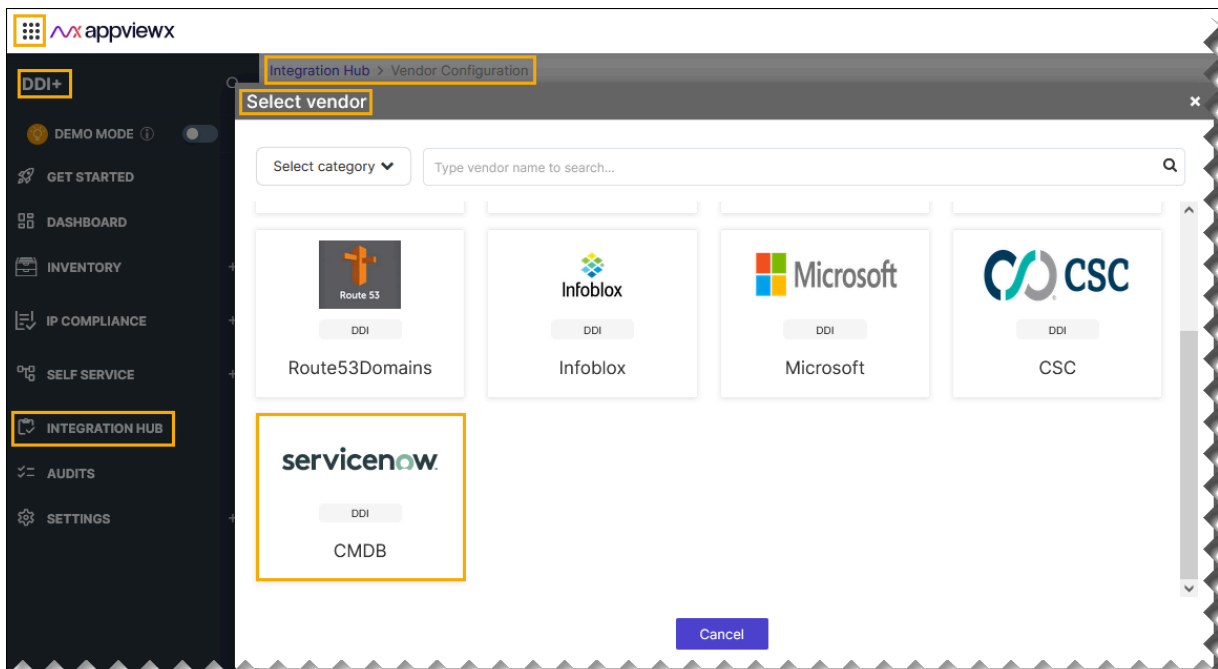 appviewx
DDI+
Integration Hub > Vendor Configuration
Select vendor
×
DEMO MODE
GET STARTED
DASHBOARD
INVENTORY +
IP COMPLIANCE +
SELF SERVICE +
INTEGRATION HUB
AUDITS
SETTINGS +
Select category
Type vendor name to search...
Route 53
DDI
Route53Domains
Infoblox
DDI
Infoblox
Microsoft
DDI
Microsoft
CSC
DDI
CSC
servicenow
DDI
CMDB
Cancel